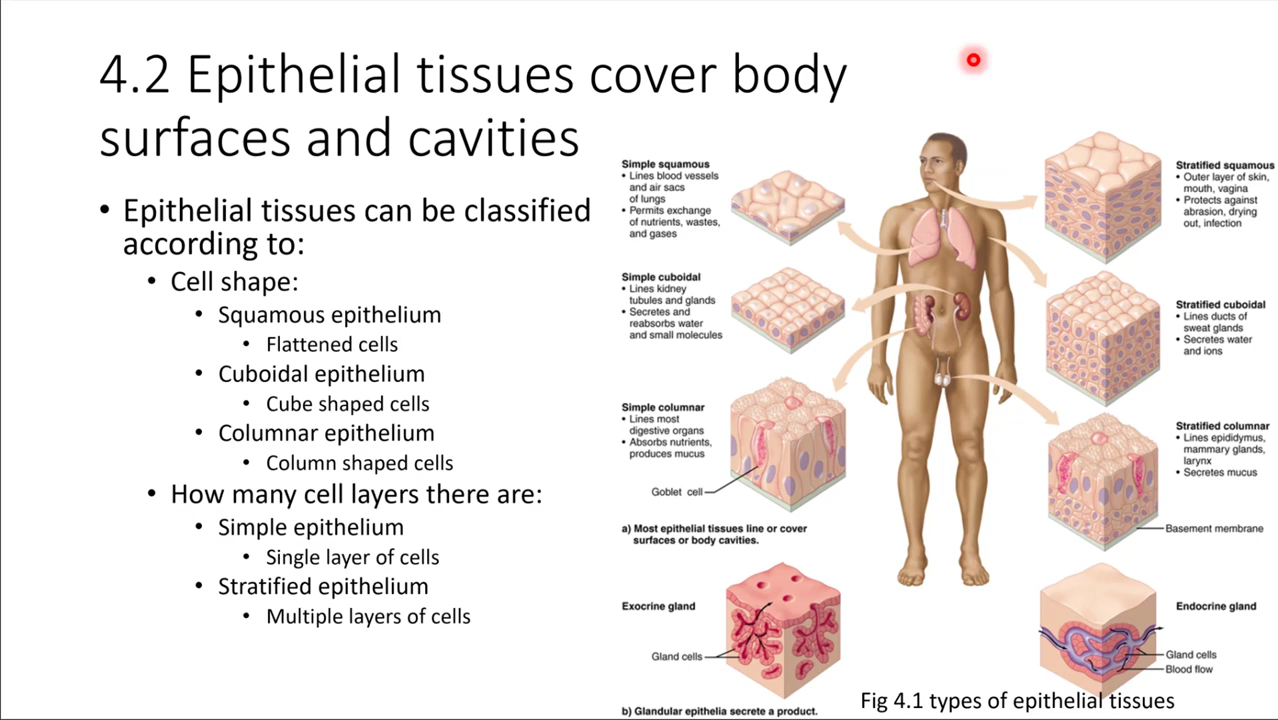 4.2 Epithelial tissues cover body
surfaces and cavities
• Epithelial tissues can be classified
according to:
• Cell shape:
• Squamous epithelium
• Flattened cells
• Cuboidal epithelium
• Cube shaped cells
• Columnar epithelium
• Column shaped cells
• How many cell layers there are:
• Simple epithelium
• Single layer of cells
• Stratified epithelium
• Multiple layers of cells
Simple squamous
• Lines blood vessels
and air sacs
of lungs
• Permits exchange
of nutrients, wastes,
and gases
Simple cuboidal
• Lines kidney
tubules and glands
• Secretes and
reabsorbs water
and small molecules
Simple columnar
• Lines most
digestive organs
• Absorbs nutrients,
produces mucus
Goblet cell
a) Most epithelial tissues line or cover
surfaces or body cavities.
Exocrine gland
Gland cells
b) Glandular epithelia secrete a product.
Stratified squamous
• Outer layer of skin,
mouth, vagina
• Protects against
abrasion, drying
out, infection
Stratified cuboidal
• Lines ducts of
sweat glands
• Secretes water
and ions
Stratified columnar
• Lines epididymus,
mammary glands,
larynx
• Secretes mucus
Basement membrane
Endocrine gland
Gland cells
Blood flow
Fig 4.1 types of epithelial tissues